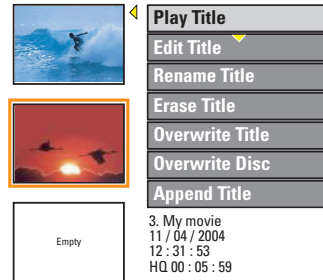 Play Title
Edit Title
Rename Title
Erase Title
Overwrite Title
Overwrite Disc
Append Title
Empty
3. My movie
11 / 04 / 2004
12 : 31 : 53
HQ 00 : 05 : 59